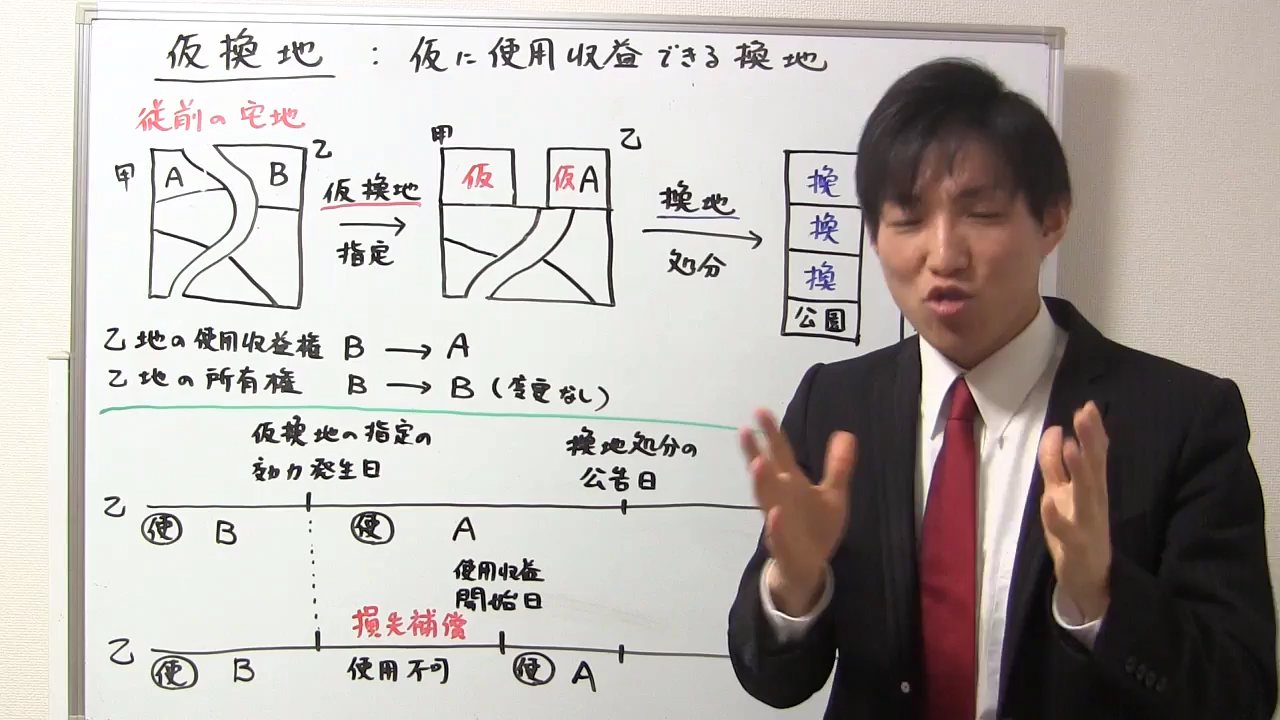 仮換地 : 仮に使用収益できる換地
従前の宅地
甲 A B 乙
仮換地
指定
甲 乙
仮 仮A
換地
処分
換
換
換
公園
乙地の使用収益権 B → A
乙地の所有権 B → B (変更なし)
仮換地の指定の
効力発生日
換地処分の
公告日
乙
使 B 使 A
使用収益
開始日
損失補償
乙
使 B 使用不可 使 A